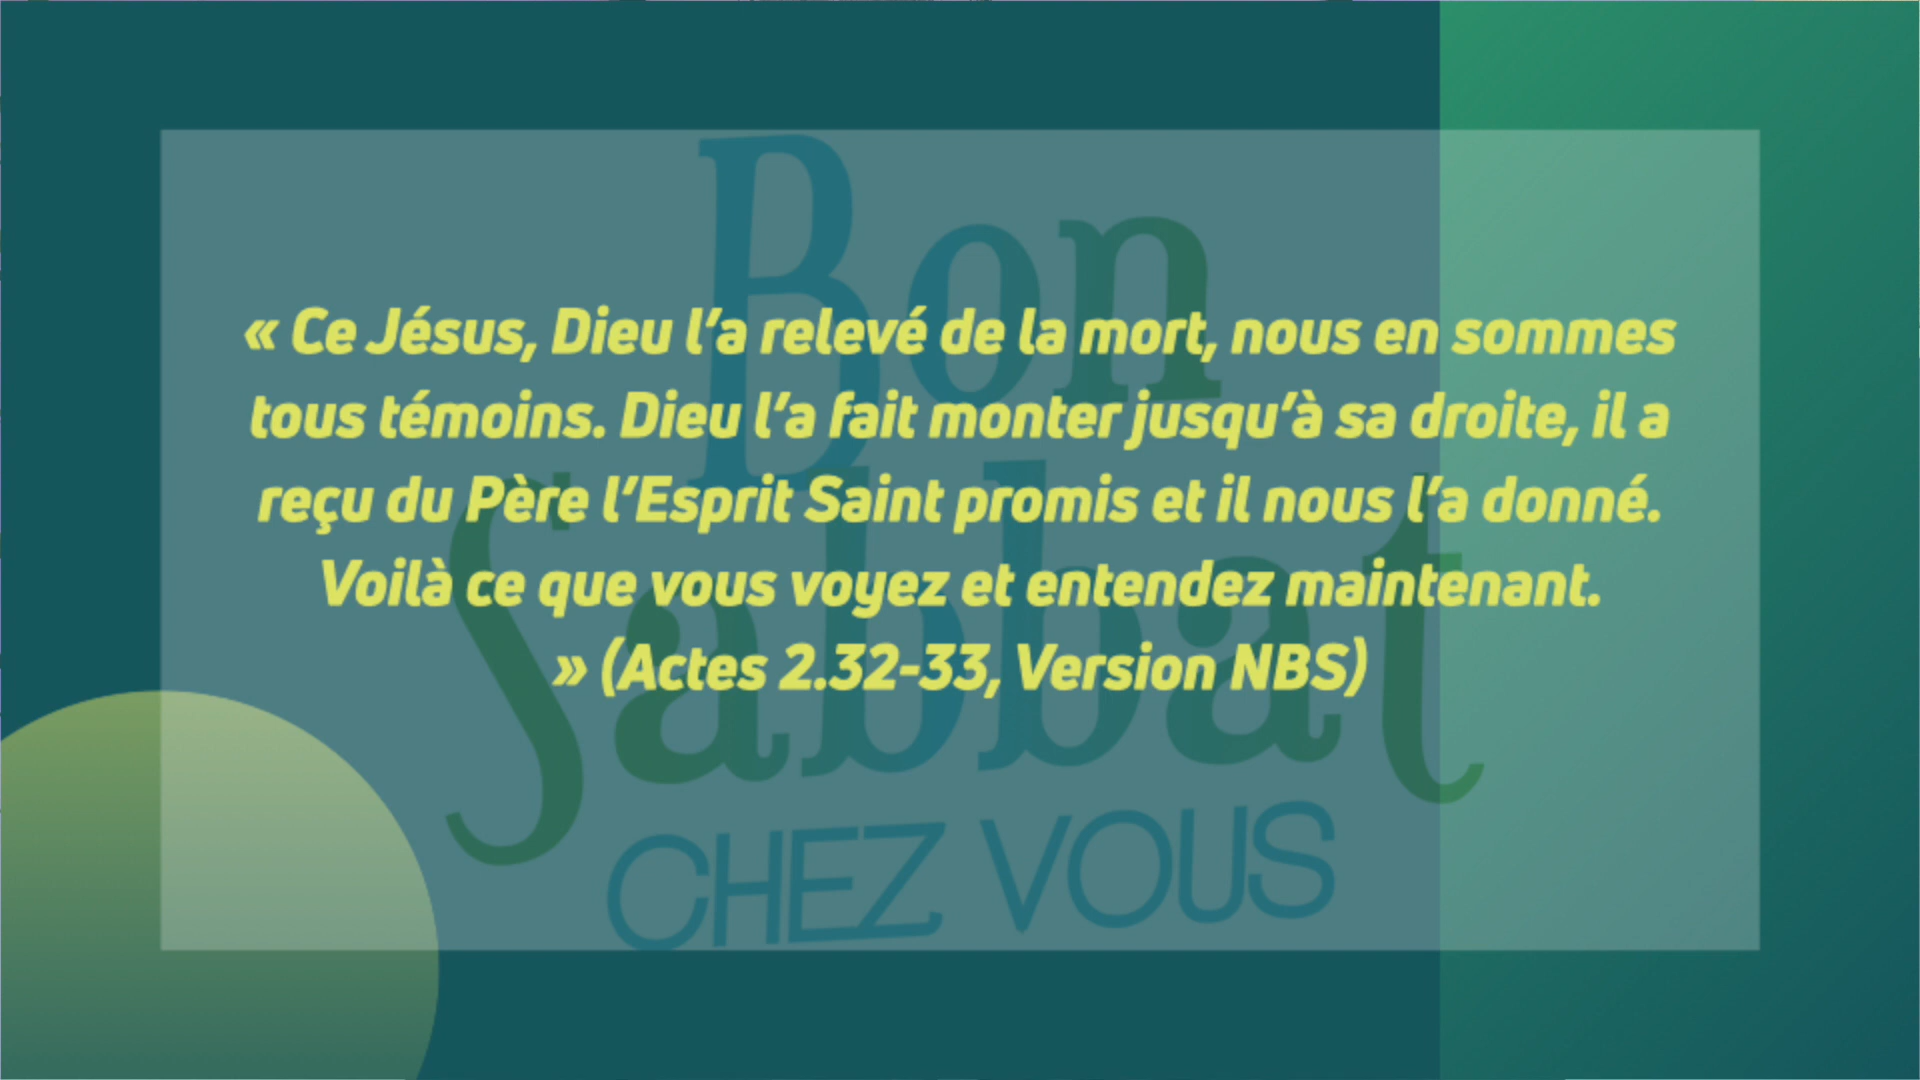 « Ce Jésus, Dieu l’a relevé de la mort, nous en sommes
tous témoins. Dieu l’a fait monter jusqu’à sa droite, il a
reçu du Père l’Esprit Saint promis et il nous l’a donné.
Voilà ce que vous voyez et entendez maintenant.
» (Actes 2.32-33, Version NBS)
Bon
Sabbat
CHEZ VOUS